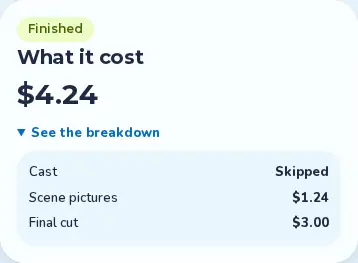 Finished
What it cost
$4.24
▼ See the breakdown
Cast Skipped
Scene pictures $1.24
Final cut $3.00